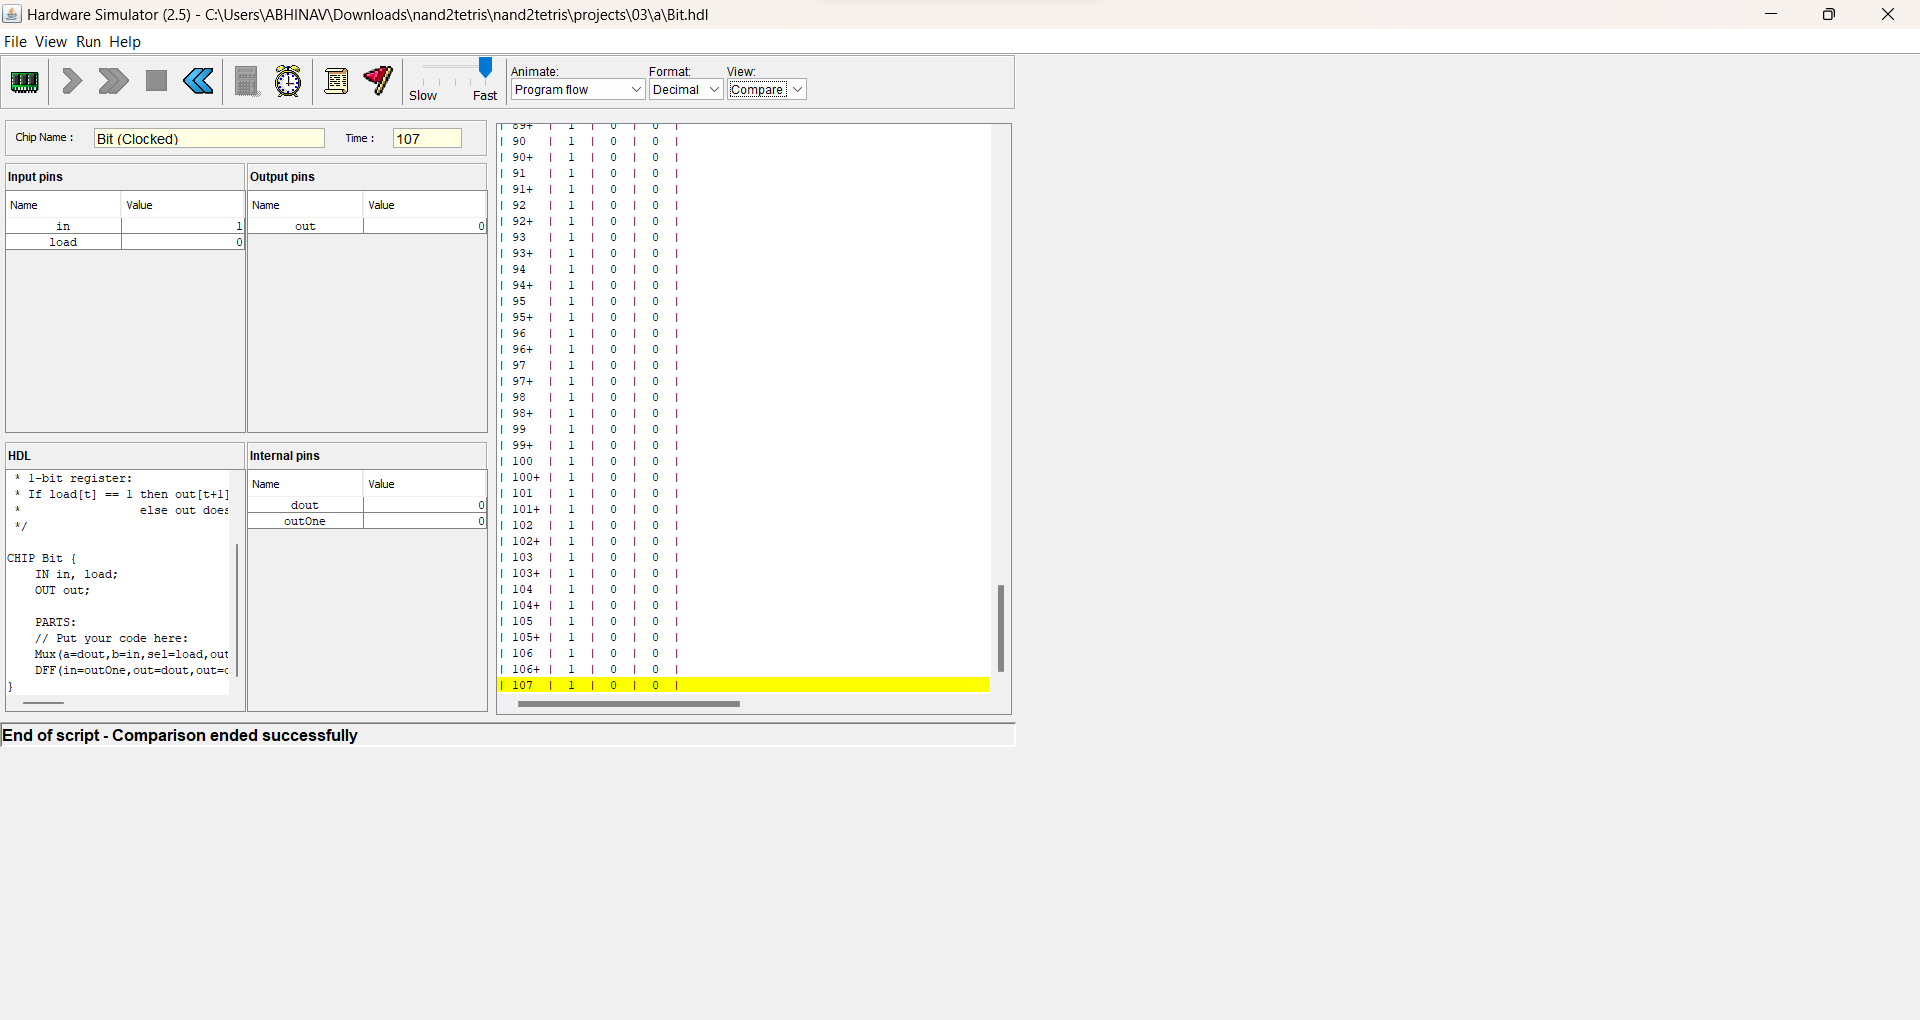 Hardware Simulator (2.5) - C:\Users\ABHINAV\Downloads\nand2tetris\nand2tetris\projects\03\a\Bit.hdl
File View Run Help
Slow Fast
Animate: Format: View:
Program flow Decimal Compare
Chip Name : Bit (Clocked) Time : 107
Input pins
Name Value
in 1
load 0
Output pins
Name Value
out 0
HDL
* 1-bit register:
* If load[t] == 1 then out[t+1]
* else out does
*/
CHIP Bit {
IN in, load;
OUT out;
PARTS:
// Put your code here:
Mux(a=dout,b=in,sel=load,out
DFF(in=outOne,out=dout,out=
}
Internal pins
Name Value
dout 0
outOne 0
| 89+ | 1 | 0 | 0 |
| 90 | 1 | 0 | 0 |
| 90+ | 1 | 0 | 0 |
| 91 | 1 | 0 | 0 |
| 91+ | 1 | 0 | 0 |
| 92 | 1 | 0 | 0 |
| 92+ | 1 | 0 | 0 |
| 93 | 1 | 0 | 0 |
| 93+ | 1 | 0 | 0 |
| 94 | 1 | 0 | 0 |
| 94+ | 1 | 0 | 0 |
| 95 | 1 | 0 | 0 |
| 95+ | 1 | 0 | 0 |
| 96 | 1 | 0 | 0 |
| 96+ | 1 | 0 | 0 |
| 97 | 1 | 0 | 0 |
| 97+ | 1 | 0 | 0 |
| 98 | 1 | 0 | 0 |
| 98+ | 1 | 0 | 0 |
| 99 | 1 | 0 | 0 |
| 99+ | 1 | 0 | 0 |
| 100 | 1 | 0 | 0 |
| 100+ | 1 | 0 | 0 |
| 101 | 1 | 0 | 0 |
| 101+ | 1 | 0 | 0 |
| 102 | 1 | 0 | 0 |
| 102+ | 1 | 0 | 0 |
| 103 | 1 | 0 | 0 |
| 103+ | 1 | 0 | 0 |
| 104 | 1 | 0 | 0 |
| 104+ | 1 | 0 | 0 |
| 105 | 1 | 0 | 0 |
| 105+ | 1 | 0 | 0 |
| 106 | 1 | 0 | 0 |
| 106+ | 1 | 0 | 0 |
| 107 | 1 | 0 | 0 |
End of script - Comparison ended successfully